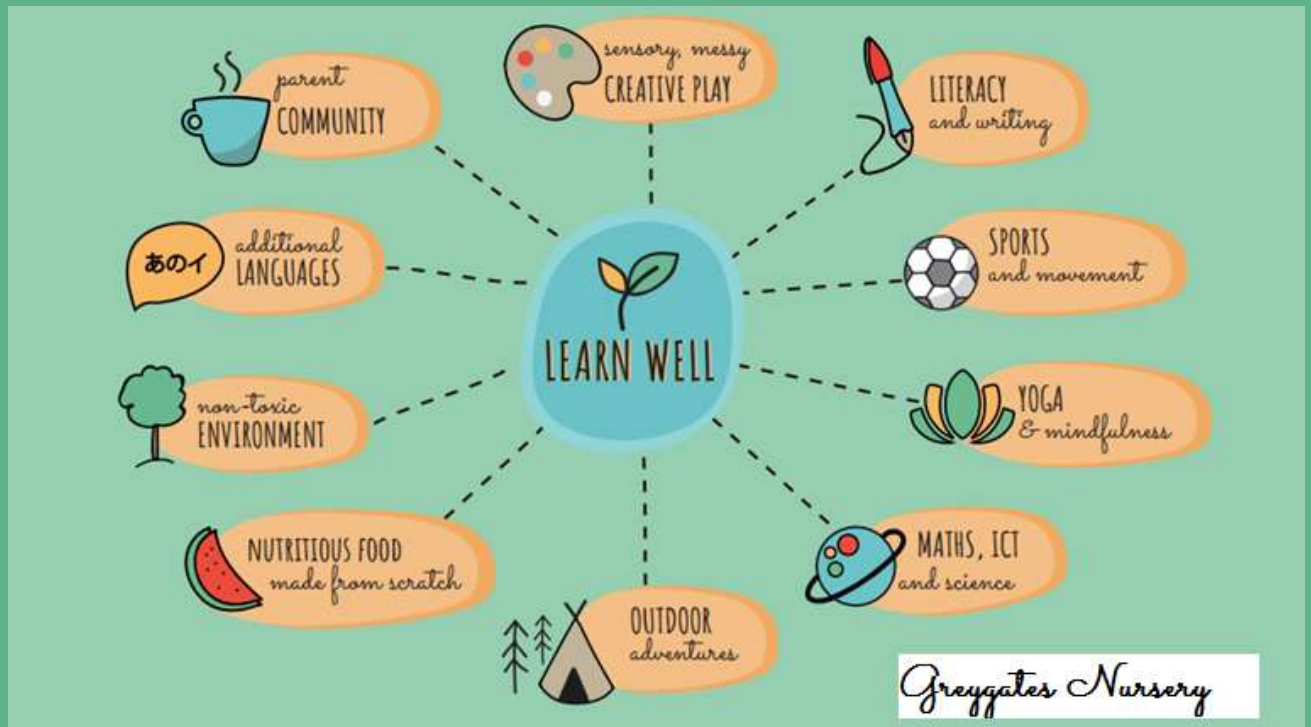 parent
COMMUNITY
sensory, messy
CREATIVE PLAY
LITERACY
and writing
あのイ
additional
LANGUAGES
SPORTS
and movement
LEARN WELL
non-toxic
ENVIRONMENT
YOGA
& mindfulness
NUTRITIOUS FOOD
made from scratch
MATHS, ICT
and science
OUTDOOR
adventures
Greygates Nursery